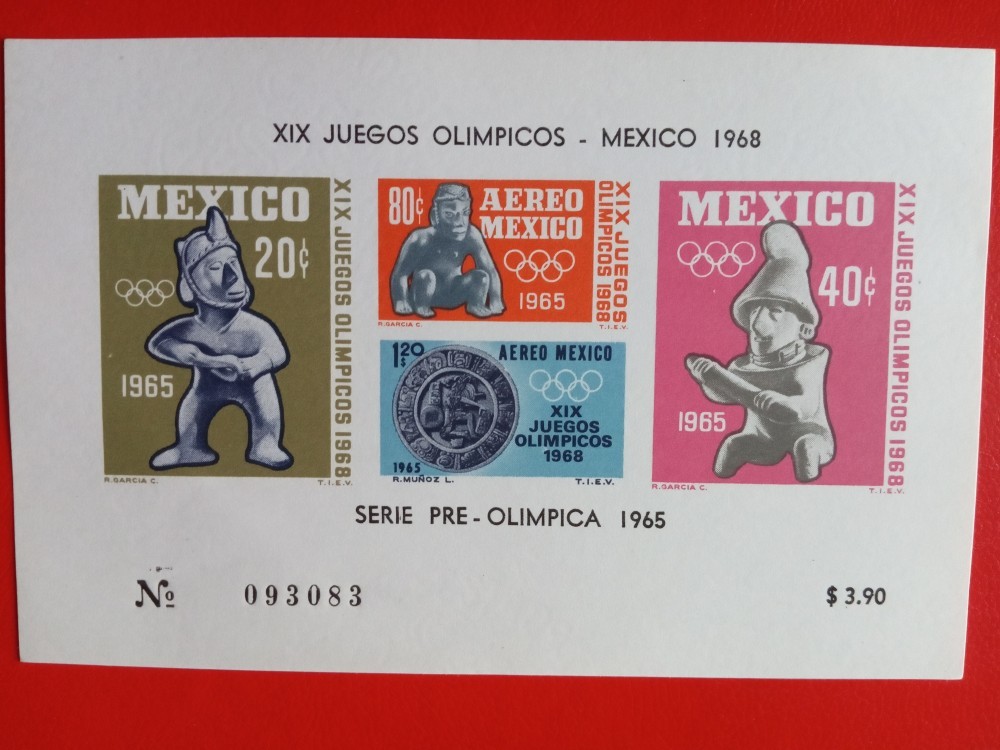 XIX JUEGOS OLIMPICOS - MEXICO 1968
MEXICO
20¢
1965
XIX JUEGOS OLIMPICOS 1968
R.GARCIA C.
T.I.E.V.
80¢
AEREO
MEXICO
1965
XIX JUEGOS
OLIMPICOS 1968
R.GARCIA C.
T.I.E.V.
1$20
AEREO MEXICO
XIX
JUEGOS
OLIMPICOS
1968
1965
R.MUÑOZ L.
T.I.E.V.
MEXICO
40¢
1965
XIX JUEGOS OLIMPICOS 1968
R.GARCIA C.
T.I.E.V.
SERIE PRE-OLIMPICA 1965
Nº 093083
$ 3.90